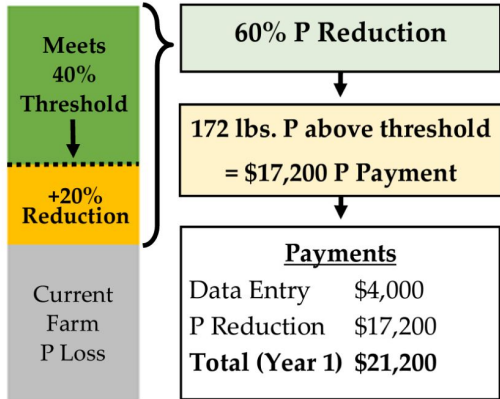 Meets
40%
Threshold
+20%
Reduction
Current
Farm
P Loss
60% P Reduction
172 lbs. P above threshold
= $17,200 P Payment
Payments
Data Entry $4,000
P Reduction $17,200
Total (Year 1) $21,200